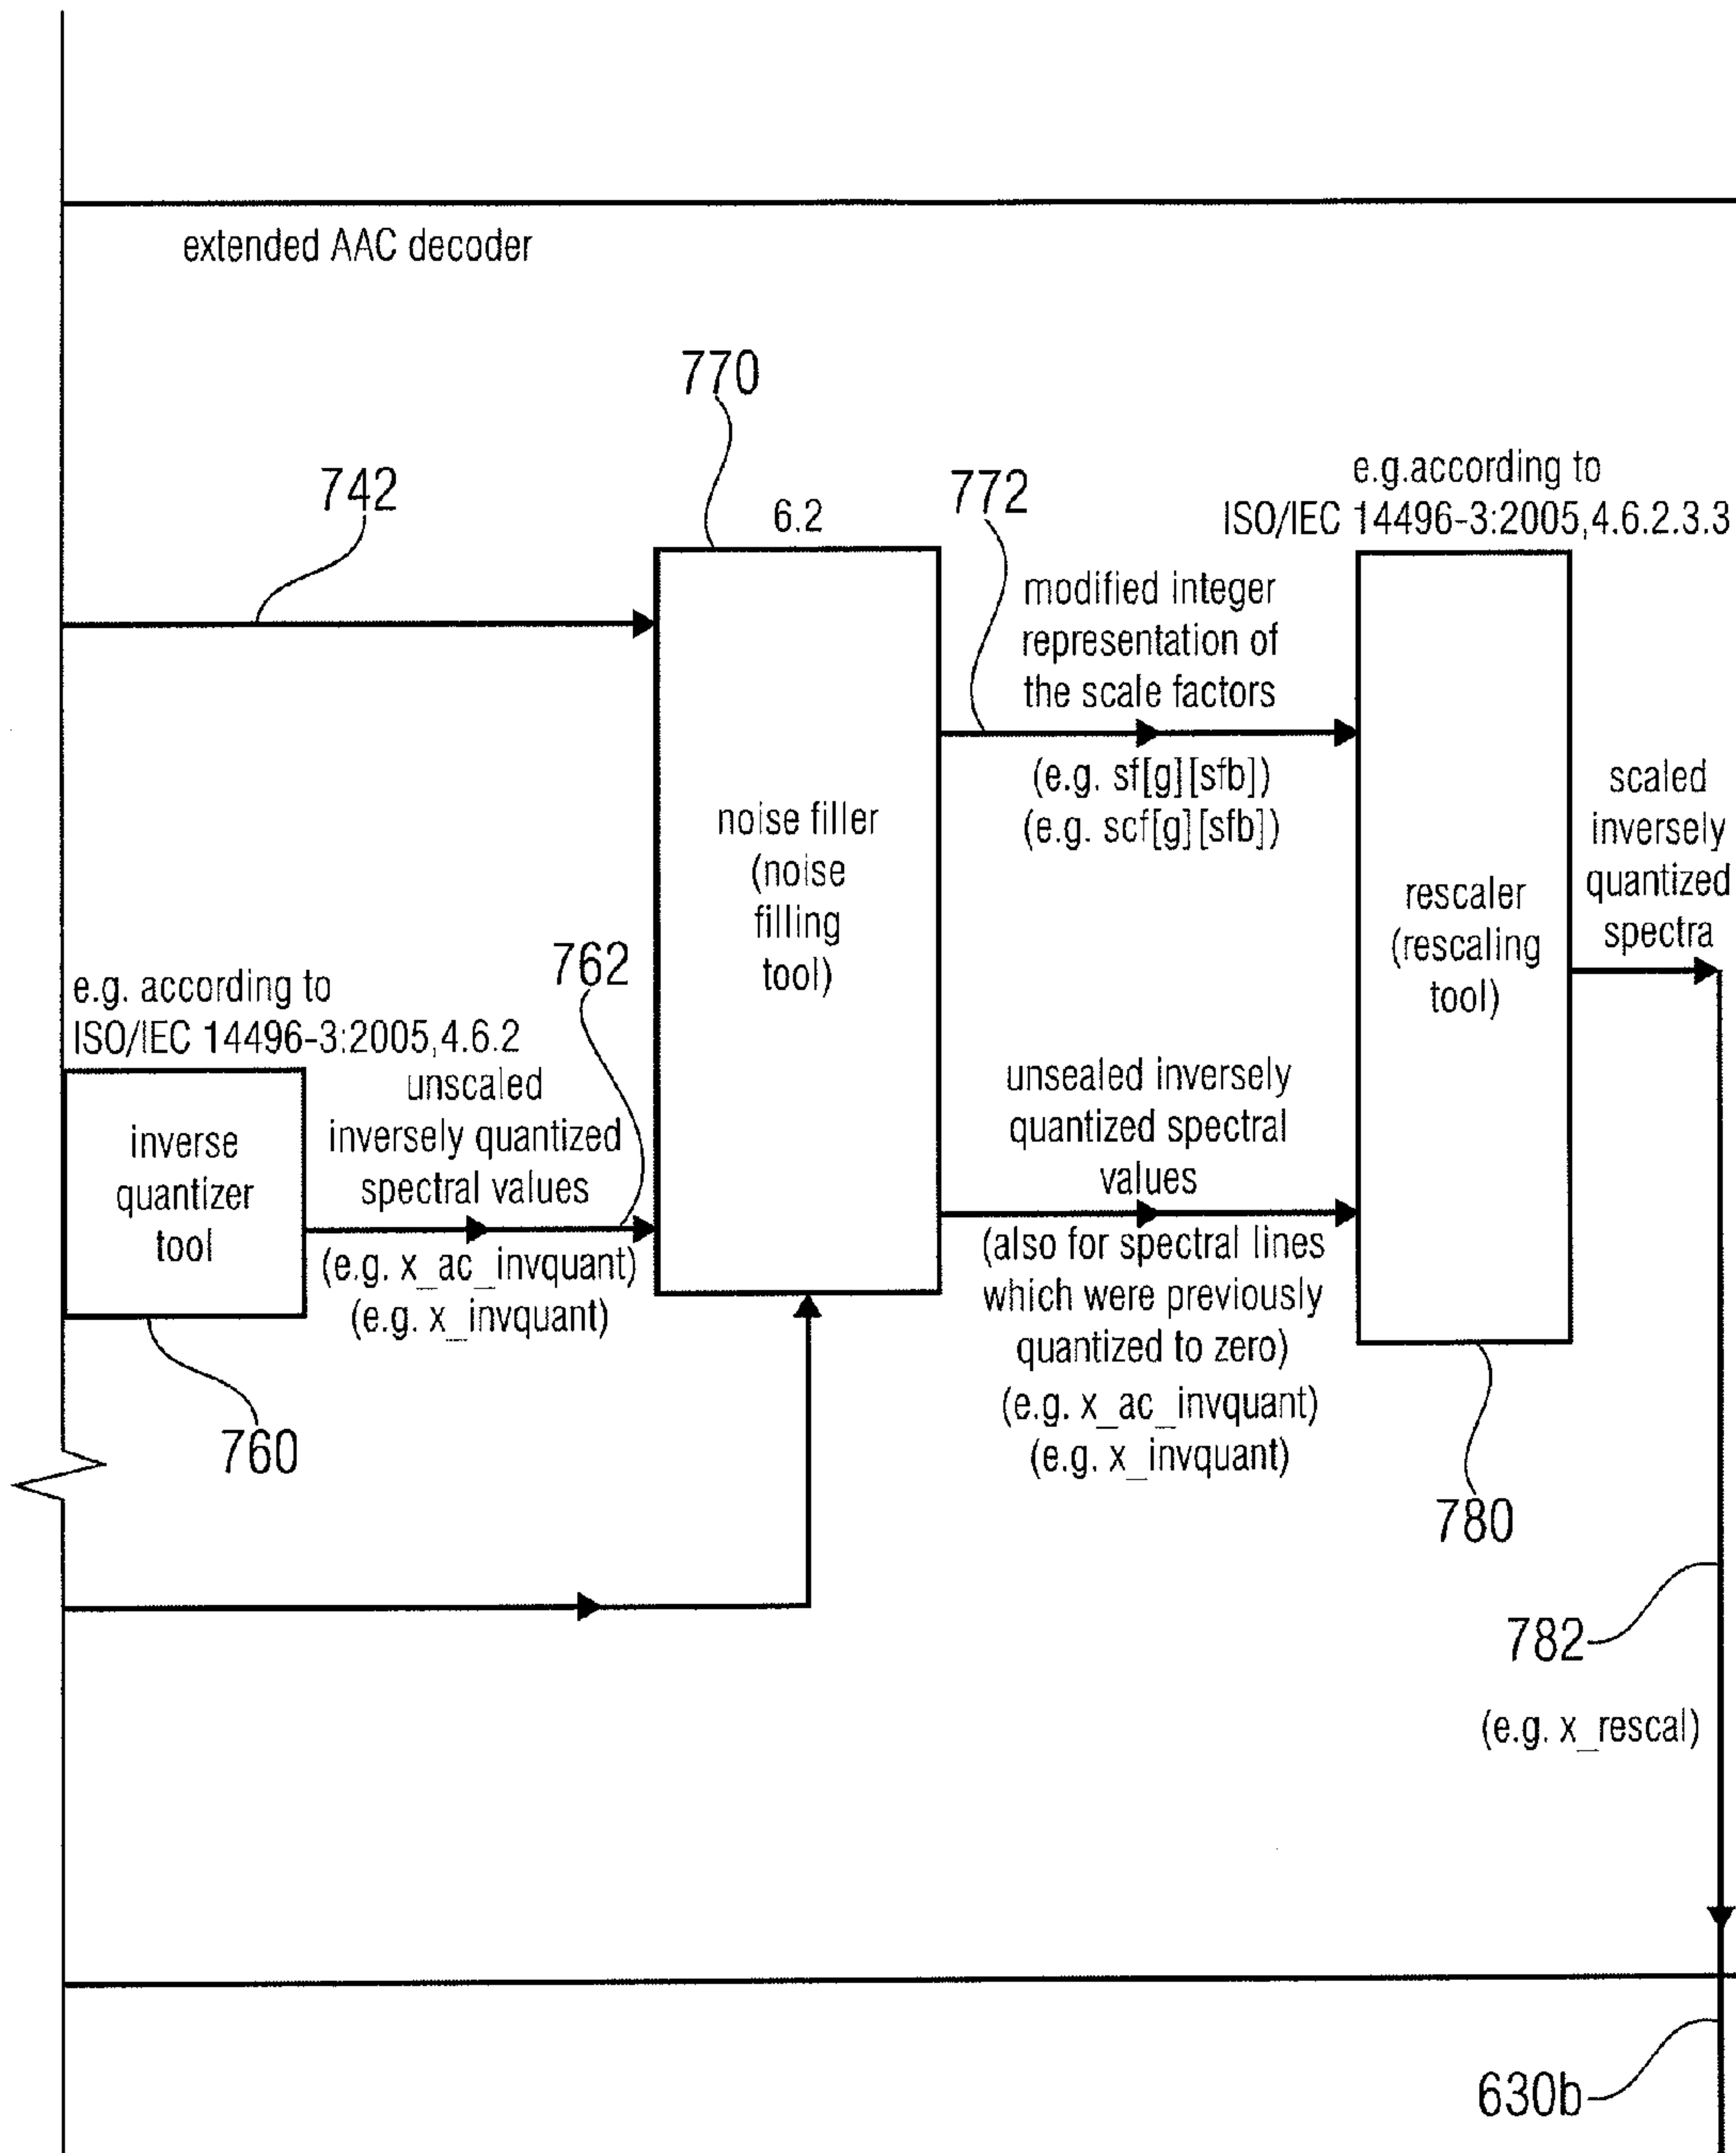 extended AAC decoder
770
742
6.2
772
e.g.according to
ISO/IEC 14496-3:2005,4.6.2.3.3
modified integer
representation of
the scale factors
(e.g. sf[g][sfb])
(e.g. scf[g][sfb])
scaled
inversely
quantized
spectra
noise filler
(noise
filling
tool)
rescaler
(rescaling
tool)
762
e.g. according to
ISO/IEC 14496-3:2005,4.6.2
inverse
quantizer
tool
unscaled
inversely quantized
spectral values
(e.g. x_ac_invquant)
(e.g. x_invquant)
unsealed inversely
quantized spectral
values
(also for spectral lines
which were previously
quantized to zero)
(e.g. x_ac_invquant)
(e.g. x_invquant)
760
780
782
(e.g. x_rescal)
630b